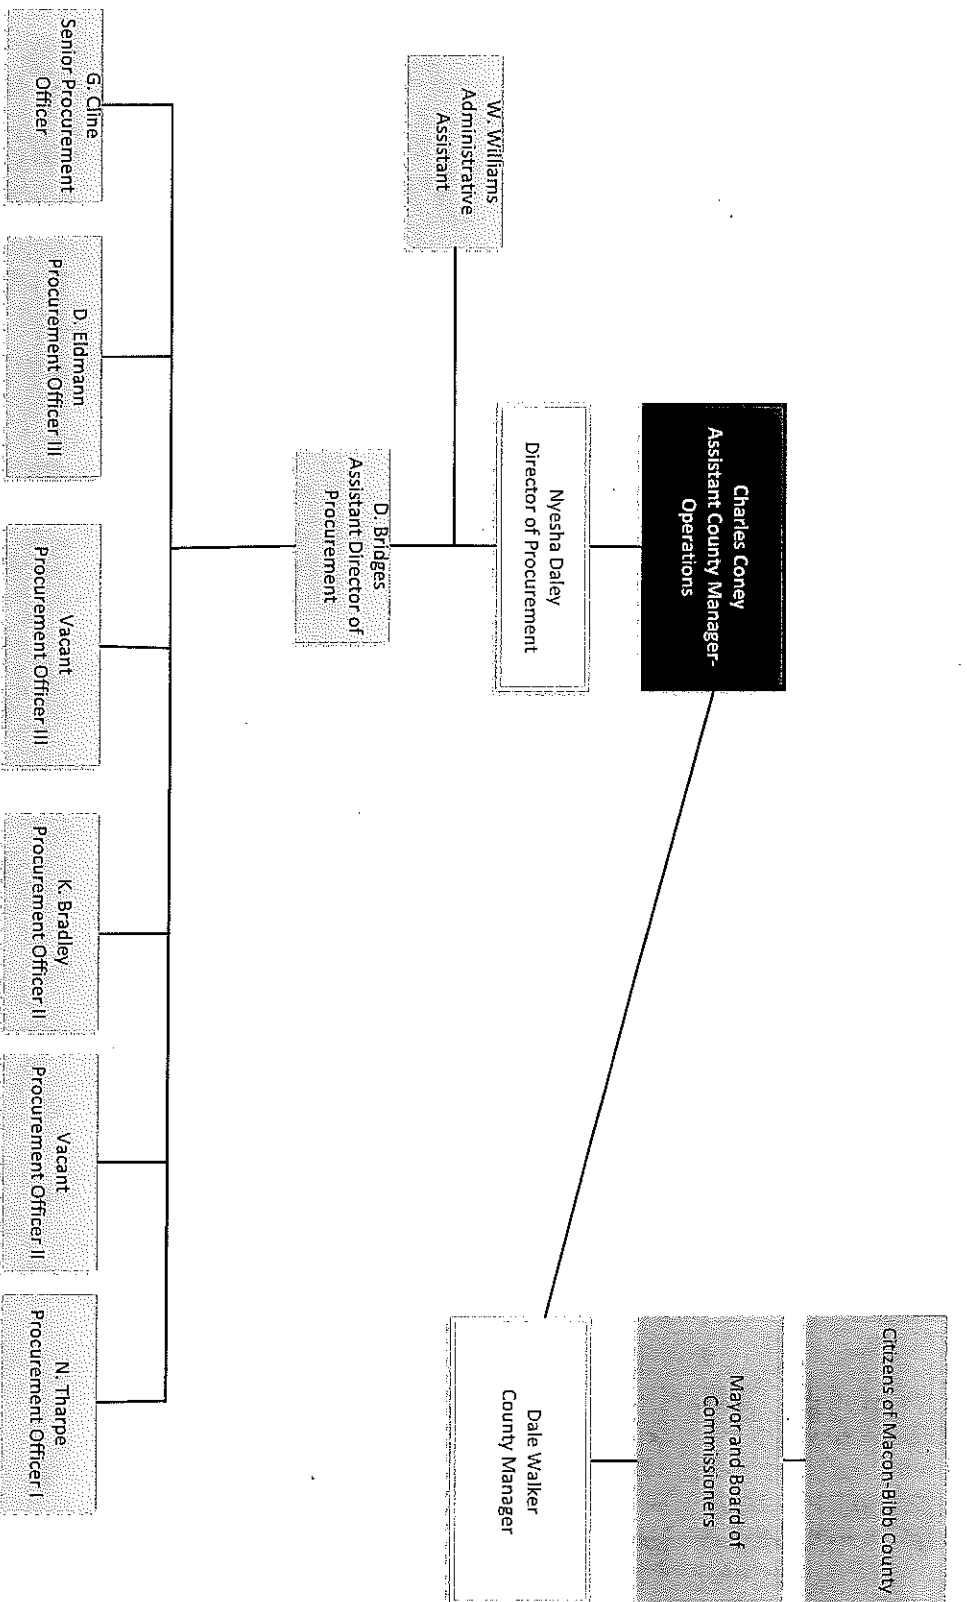 Citizens of Macon-Bibb County
Mayor and Board of
Commissioners
Dale Walker
County Manager
Charles Coney
Assistant County Manager-
Operations
Nyesha Daley
Director of Procurement
W. Williams
Administrative
Assistant
D. Bridges
Assistant Director of
Procurement
G. Cline
Senior Procurement
Officer
D. Eidmann
Procurement Officer III
Vacant
Procurement Officer III
K. Bradley
Procurement Officer II
Vacant
Procurement Officer II
N. Tharpe
Procurement Officer I